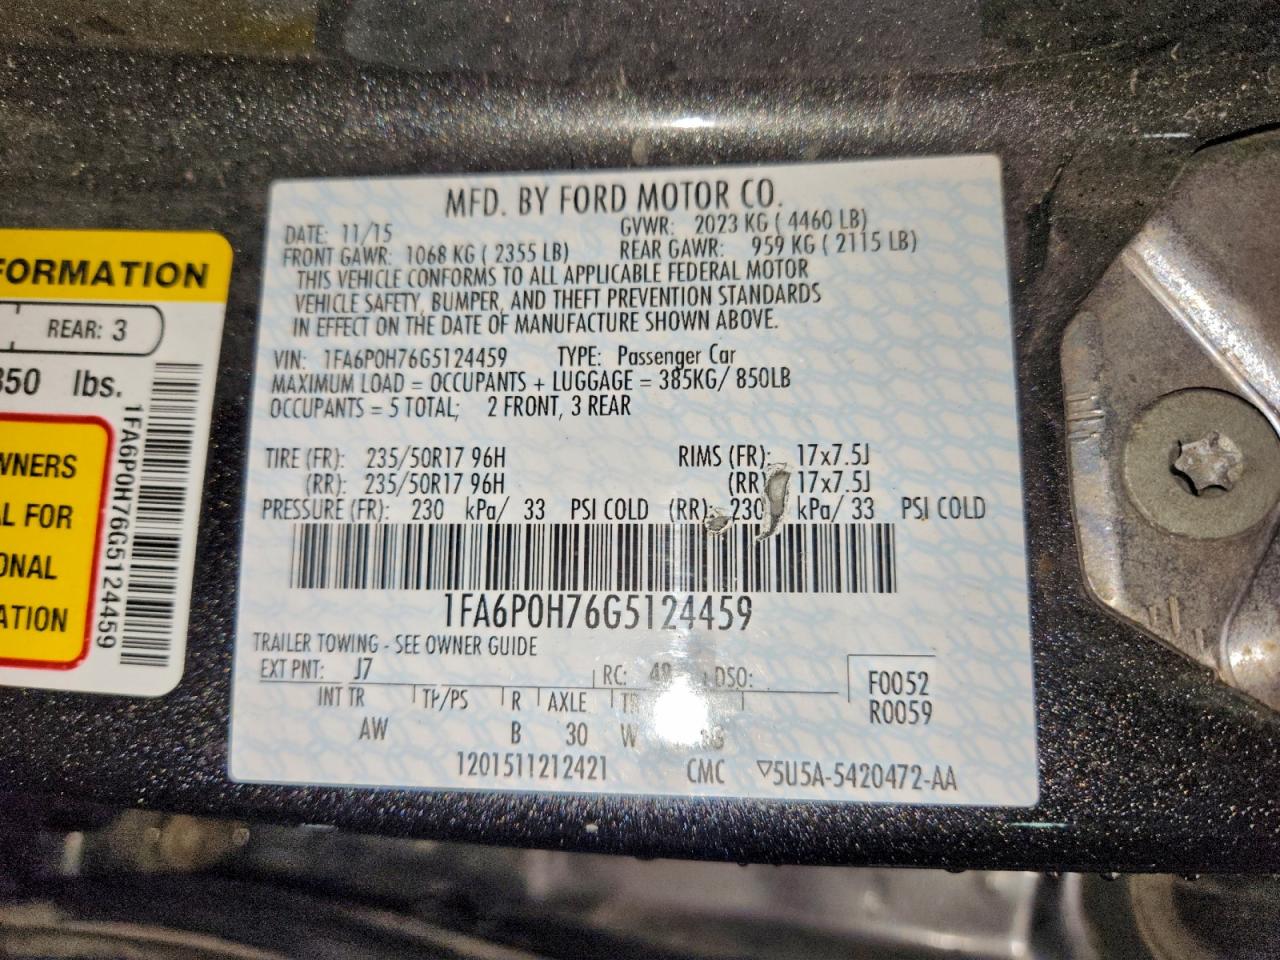 FORMATION
REAR: 3
850 lbs.
WNERS
AL FOR
ONAL
ATION
1FA6P0H76G5124459
MFD. BY FORD MOTOR CO.
DATE: 11/15 GVWR: 2023 KG ( 4460 LB)
FRONT GAWR: 1068 KG ( 2355 LB) REAR GAWR: 959 KG ( 2115 LB)
THIS VEHICLE CONFORMS TO ALL APPLICABLE FEDERAL MOTOR
VEHICLE SAFETY, BUMPER, AND THEFT PREVENTION STANDARDS
IN EFFECT ON THE DATE OF MANUFACTURE SHOWN ABOVE.
VIN: 1FA6P0H76G5124459 TYPE: Passenger Car
MAXIMUM LOAD = OCCUPANTS + LUGGAGE = 385KG/ 850LB
OCCUPANTS = 5 TOTAL; 2 FRONT, 3 REAR
TIRE (FR): 235/50R17 96H RIMS (FR): 17x7.5J
(RR): 235/50R17 96H (RR) 17x7.5J
PRESSURE (FR): 230 kPa/ 33 PSI COLD (RR): 230 kPa/ 33 PSI COLD
1FA6P0H76G5124459
TRAILER TOWING - SEE OWNER GUIDE
EXT PNT: J7 RC: 48 DSO: F0052
INT TR TP/PS R AXLE TR R0059
AW B 30 W
1201511212421 CMC ▽5U5A-5420472-AA